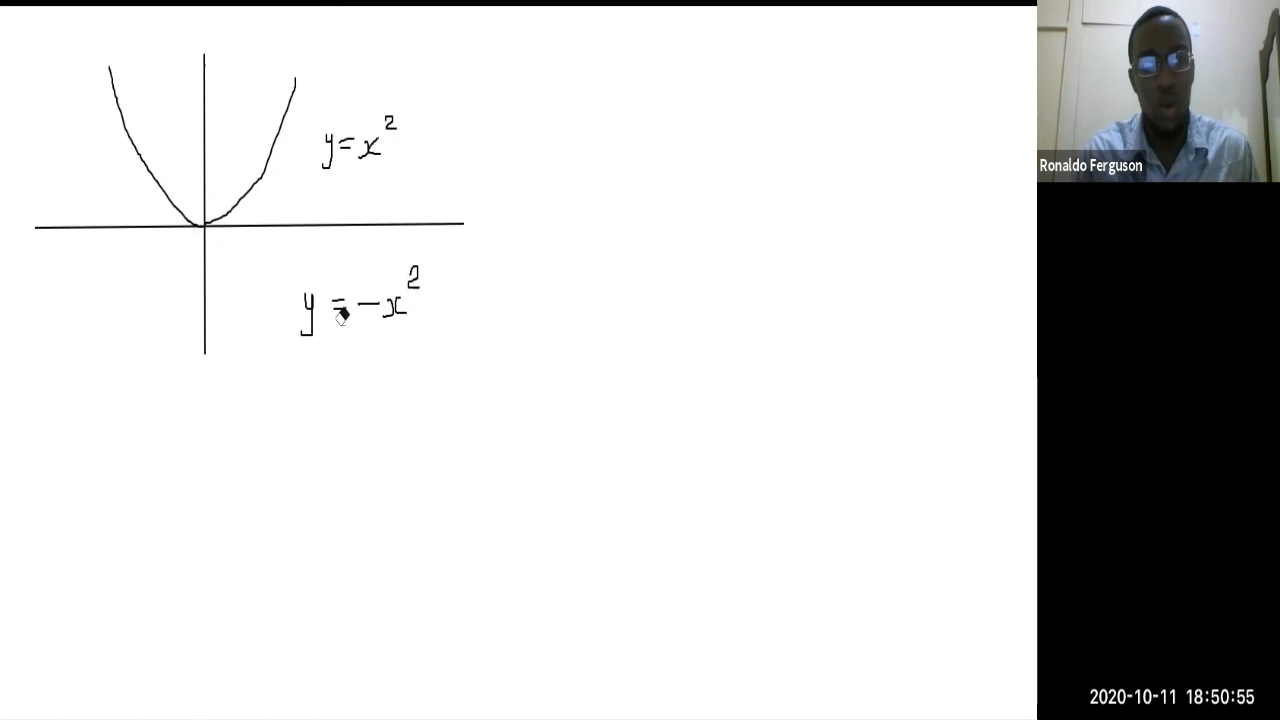 y = x²
y = -x²
Ronaldo Ferguson
2020-10-11 18:50:55